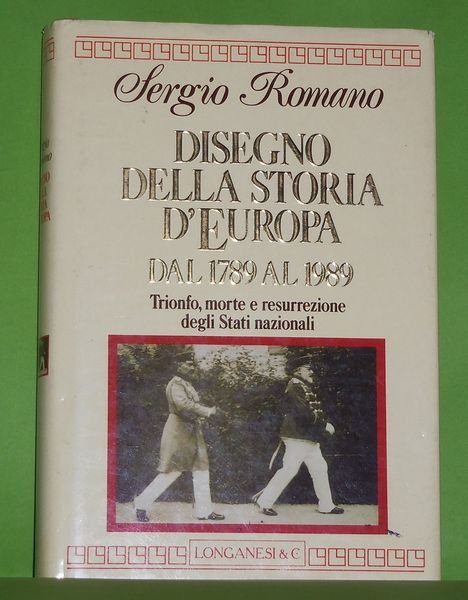 Sergio Romano
DISEGNO
DELLA STORIA
D'EUROPA
DAL 1789 AL 1989
Trionfo, morte e resurrezione
degli Stati nazionali
LONGANESI & C.